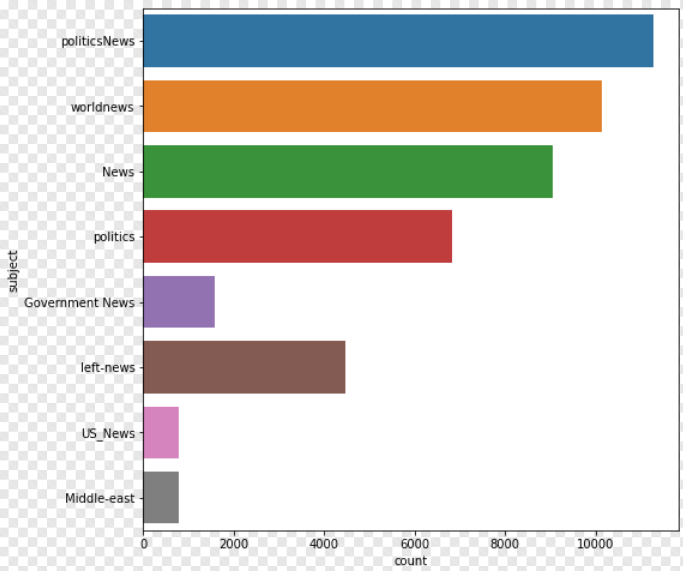 politicsNews
worldnews
News
politics
subject
Government News
left-news
US_News
Middle-east
0 2000 4000 6000 8000 10000
count